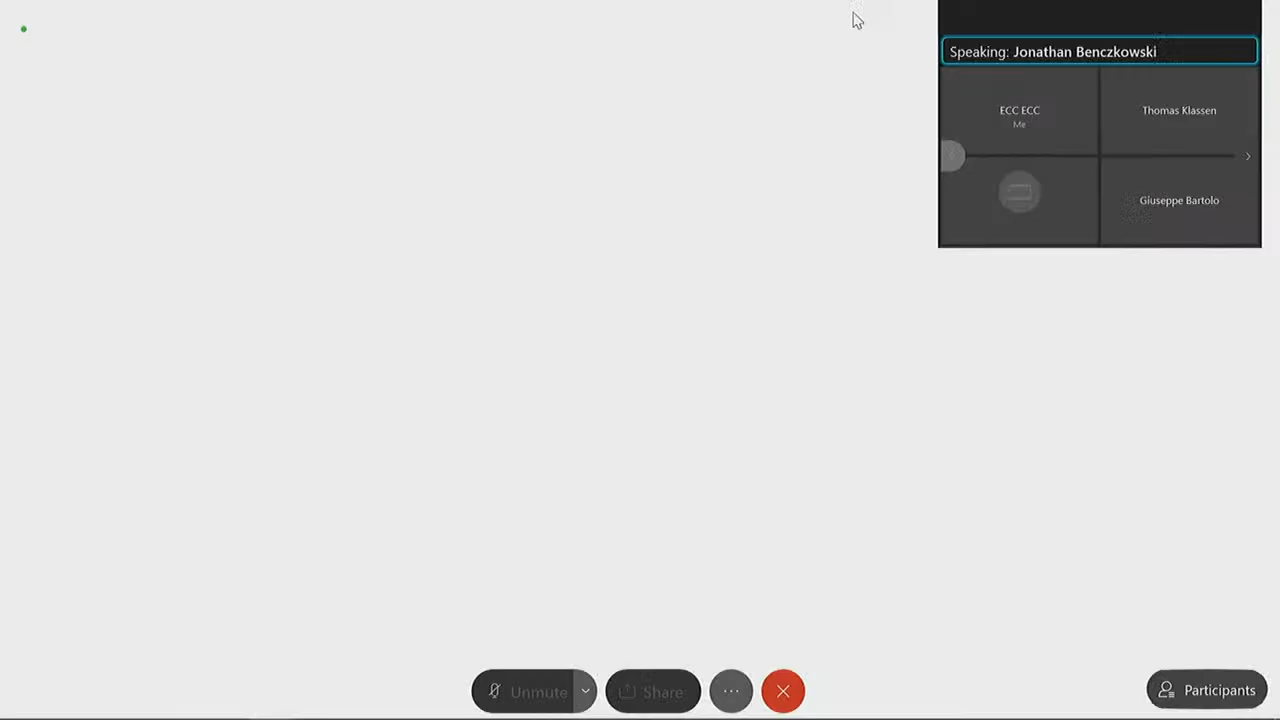 Speaking: Jonathan Benczkowski
ECC ECC
Me
Thomas Klassen
Giuseppe Bartolo
Unmute
Share
Participants